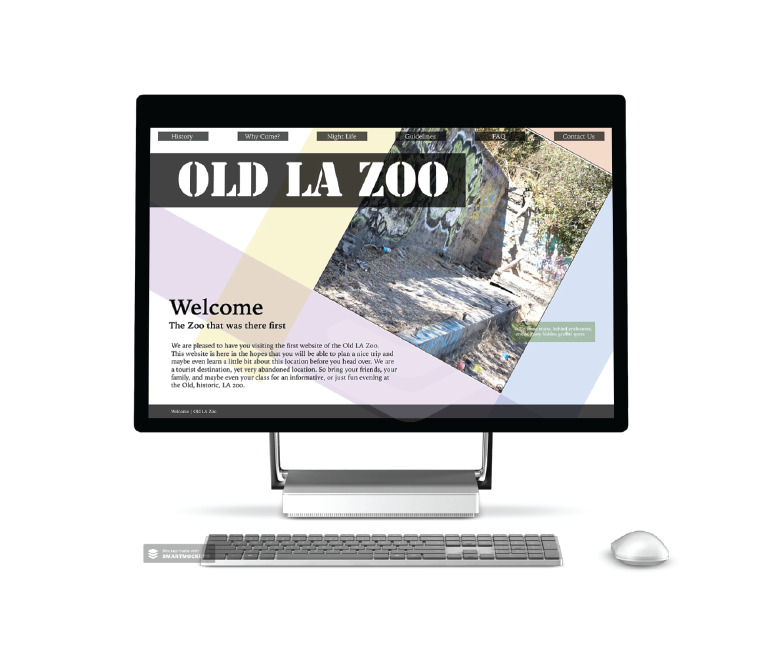 History
Why Come?
Night Life
Guidelines
FAQ
Contact Us
OLD LA ZOO
Welcome
The Zoo that was there first
We are pleased to have you visiting the first website of the Old LA Zoo.
This website is here in the hopes that you will be able to plan a nice trip and
maybe even learn a little bit about this location before you head over. We are
a tourist destination, yet very abandoned location. So bring your friends, your
family, and maybe even your class for an informative, or just fun evening at
the Old, historic, LA zoo.
behind enclosures,
hidden graffiti spots.
Welcome | Old LA Zoo